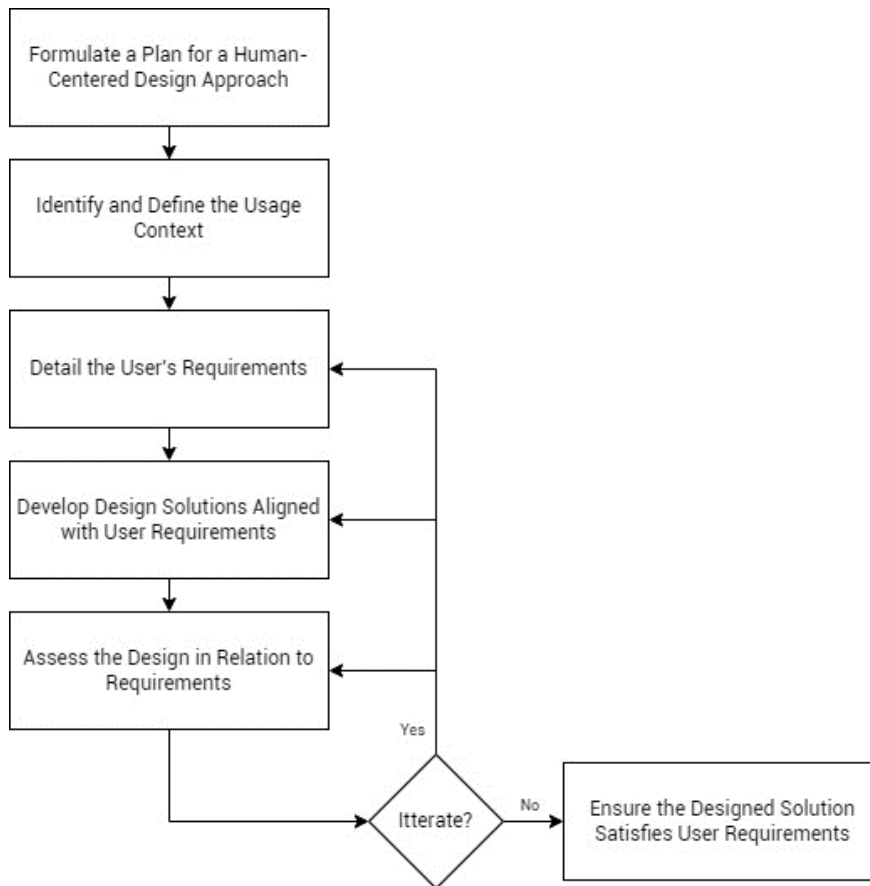 Formulate a Plan for a Human-
Centered Design Approach
Identify and Define the Usage
Context
Detail the User's Requirements
Develop Design Solutions Aligned
with User Requirements
Assess the Design in Relation to
Requirements
Yes
Itterate?
No
Ensure the Designed Solution
Satisfies User Requirements